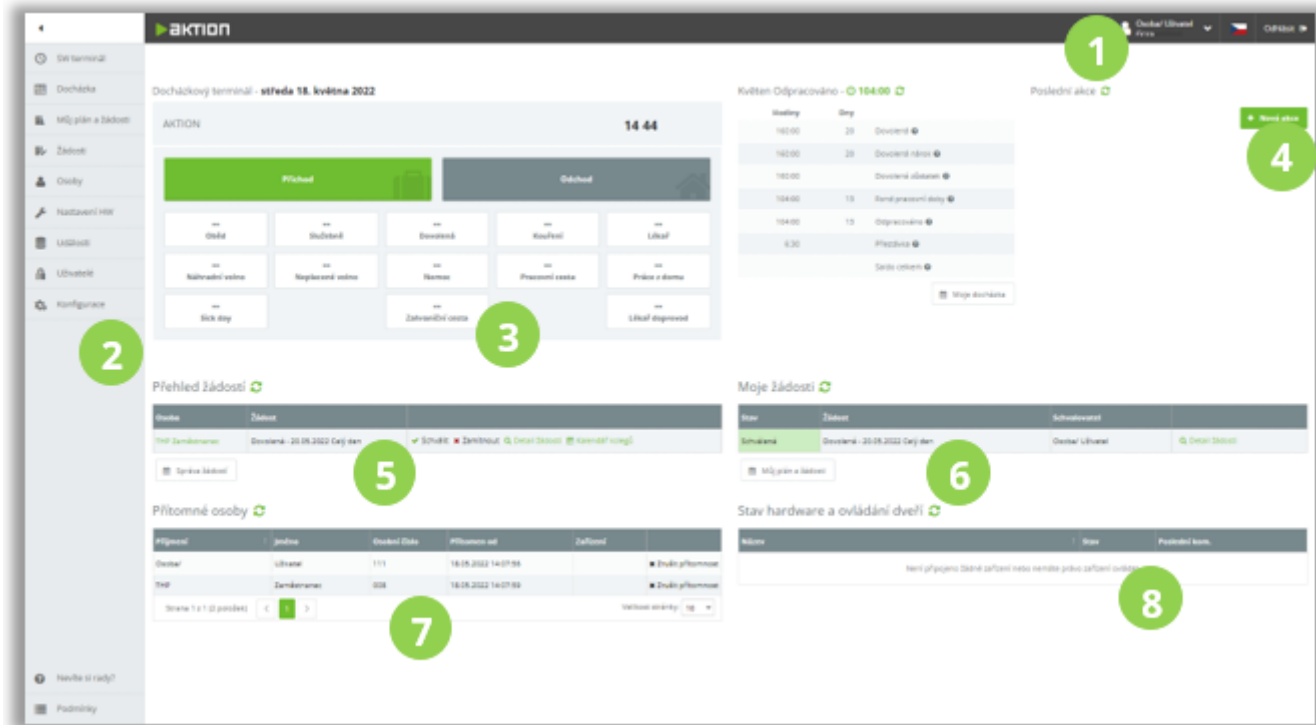 aktion
Osobař Uživatel
Firma
Odhlásit
1
SW terminál
Docházka
Můj plán a žádosti
Žádosti
Osoby
Nastavení HW
Události
Uživatelé
Konfigurace
2
Nevíte si rady?
Podmínky
Docházkový terminál - středa 18. května 2022
AKTION 14 44
Příchod Odchod
-- -- -- -- --
Oběd Služebně Dovolená Kouření Lékař
-- -- -- -- --
Náhradní volno Neplacené volno Nemoc Pracovní cesta Práce z domu
-- -- --
Sick day Zahraniční cesta Lékař doprovod
3
Květen Odpracováno - 104:00
Hodiny Dny
160:00 20 Dovolená
160:00 20 Dovolená nárok
160:00 Dovolená zůstatek
104:00 13 Fond pracovní doby
104:00 13 Odpracováno
6:30 Přestávka
Saldo celkem
Moje docházka
Poslední akce
+ Nová akce
4
Přehled žádostí
Osoba Žádost
THP Zaměstnanec Dovolená - 20.05.2022 Celý den Schválit Zamítnout Detail žádosti Kalendář kolegů
Správa žádostí
5
Moje žádosti
Stav Žádost Schvalovatel
Schválená Dovolená - 20.05.2022 Celý den Osobař Uživatel Detail žádosti
Můj plán a žádosti
6
Přítomné osoby
Příjmení Jméno Osobní číslo Přítomen od Zařízení
Osobař Uživatel 111 18.05.2022 14:07:56 Zrušit přítomnost
THP Zaměstnanec 008 18.05.2022 14:07:59 Zrušit přítomnost
Strana 1 z 1 (2 položek) < 1 > Velikost stránky: 10
7
Stav hardware a ovládání dveří
Název Stav Poslední kom.
Není připojeno žádné zařízení nebo nemáte právo zařízení
8